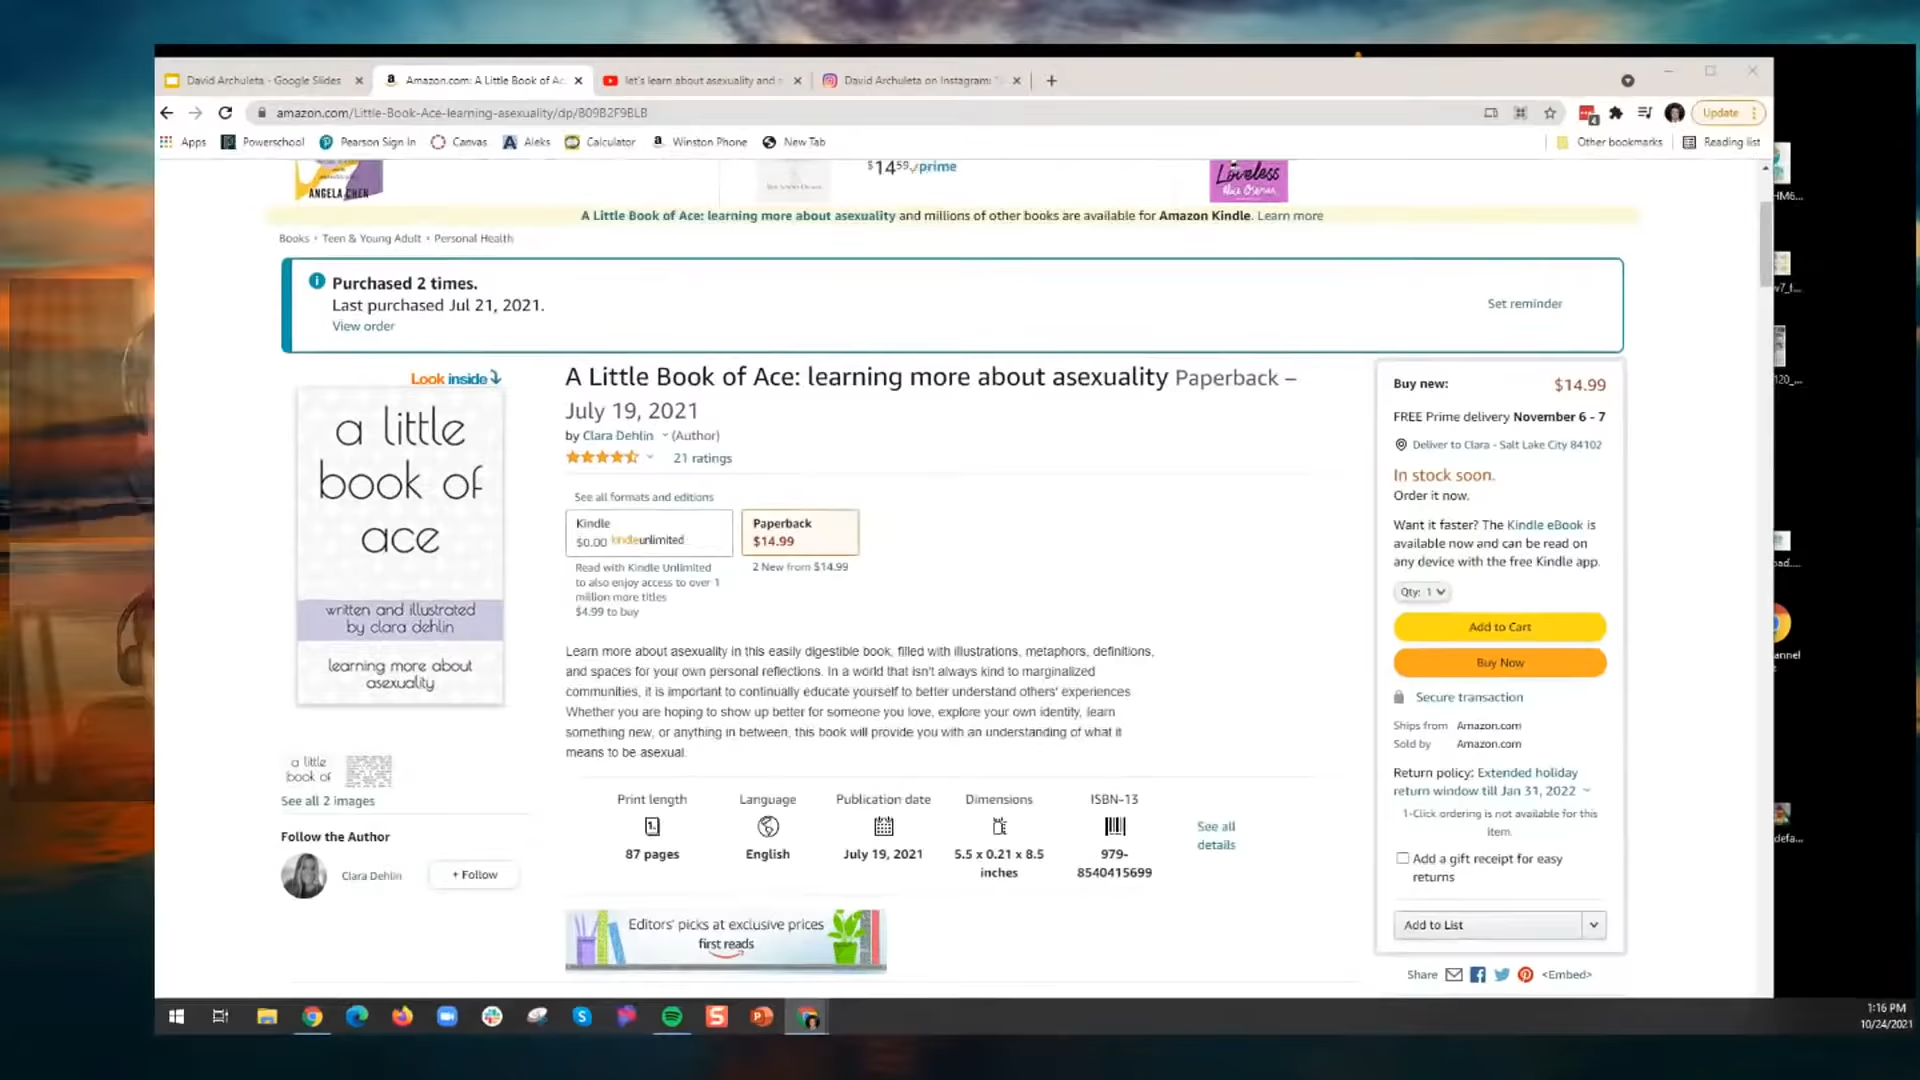 David Archuleta - Google Slides
Amazon.com: A Little Book of Ac
let's learn about asexuality and
David Archuleta on Instagram:
amazon.com/Little-Book-Ace-learning-asexuality/dp/B09B2F9BLB
Update
Apps
Powerschool
Pearson Sign In
Canvas
Aleks
Calculator
Winston Phone
New Tab
Other bookmarks
Reading list
ANGELA CHEN
$14.59 prime
Loveless
Alice Oseman
A Little Book of Ace: learning more about asexuality and millions of other books are available for Amazon Kindle. Learn more
Books › Teen & Young Adult › Personal Health
Purchased 2 times.
Last purchased Jul 21, 2021.
View order
Set reminder
Look inside
a little
book of
ace
written and illustrated
by clara dehlin
learning more about
asexuality
a little
book of
See all 2 images
Follow the Author
Clara Dehlin
+ Follow
A Little Book of Ace: learning more about asexuality Paperback –
July 19, 2021
by Clara Dehlin (Author)
21 ratings
See all formats and editions
Kindle
$0.00 kindleunlimited
Read with Kindle Unlimited
to also enjoy access to over 1
million more titles
$4.99 to buy
Paperback
$14.99
2 New from $14.99
Learn more about asexuality in this easily digestible book, filled with illustrations, metaphors, definitions,
and spaces for your own personal reflections. In a world that isn't always kind to marginalized
communities, it is important to continually educate yourself to better understand others' experiences
Whether you are hoping to show up better for someone you love, explore your own identity, learn
something new, or anything in between, this book will provide you with an understanding of what it
means to be asexual.
Print length
87 pages
Language
English
Publication date
July 19, 2021
Dimensions
5.5 x 0.21 x 8.5
inches
ISBN-13
979-
8540415699
See all
details
Editors' picks at exclusive prices
first reads
Buy new:
$14.99
FREE Prime delivery November 6 - 7
Deliver to Clara - Salt Lake City 84102
In stock soon.
Order it now.
Want it faster? The Kindle eBook is
available now and can be read on
any device with the free Kindle app.
Qty: 1
Add to Cart
Buy Now
Secure transaction
Ships from Amazon.com
Sold by Amazon.com
Return policy: Extended holiday
return window till Jan 31, 2022
1-Click ordering is not available for this
item.
Add a gift receipt for easy
returns
Add to List
Share <Embed>
1:16 PM
10/24/2021